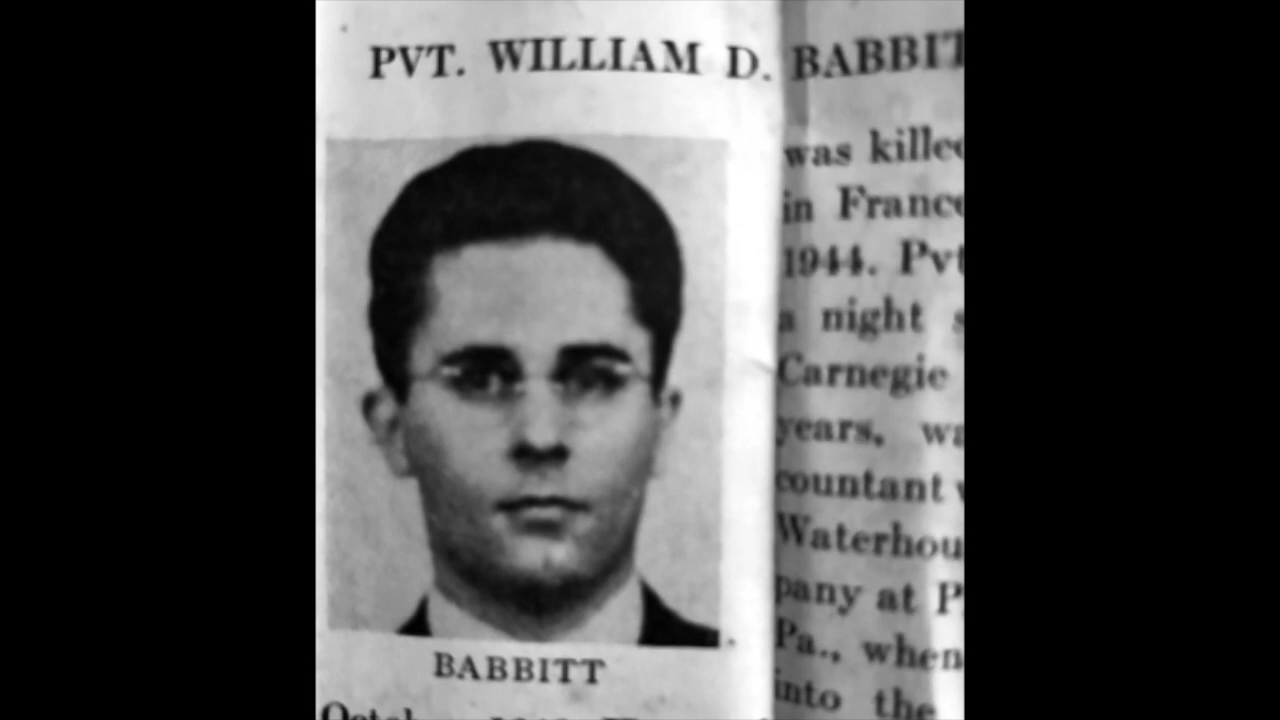 PVT. WILLIAM D. BABBIT
was killed
in France
1944. Pvt
a night s
Carnegie
years, wa
countant
Waterhou
pany at P
Pa., when
into the
BABBITT